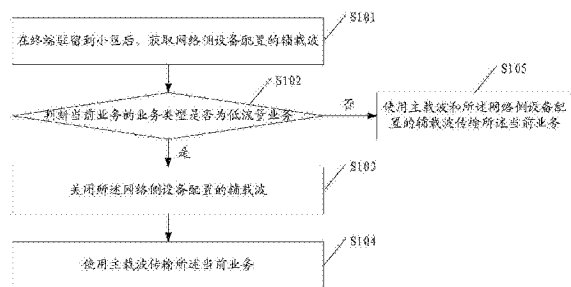 S101
在终端驻留到小区后，获取网络侧设备配置的辅载波
S102
判断当前业务的业务类型是否为低流量业务
否
S105
使用主载波和所述网络侧设备配
置的辅载波传输所述当前业务
是
S103
关闭所述网络侧设备配置的辅载波
S104
使用主载波传输所述当前业务